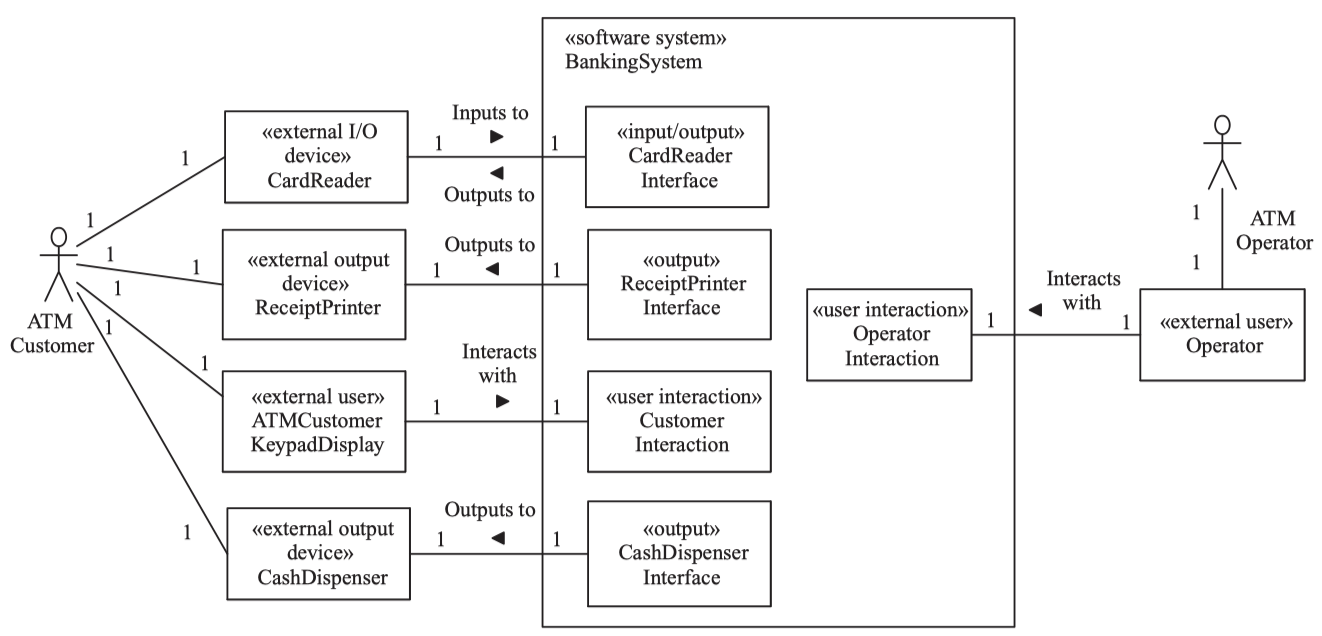 «software system»
BankingSystem
Inputs to
1
1
Outputs to
«external I/O
device»
CardReader
«input/output»
CardReader
Interface
1
1
Outputs to
1
1
«external output
device»
ReceiptPrinter
«output»
ReceiptPrinter
Interface
1
1
ATM
Customer
Interacts
with
1
1
«external user»
ATMCustomer
KeypadDisplay
«user interaction»
Customer
Interaction
1
1
Outputs to
1
1
«external output
device»
CashDispenser
«output»
CashDispenser
Interface
1
1
«user interaction»
Operator
Interaction
1
Interacts
with
1
«external user»
Operator
1
1
ATM
Operator